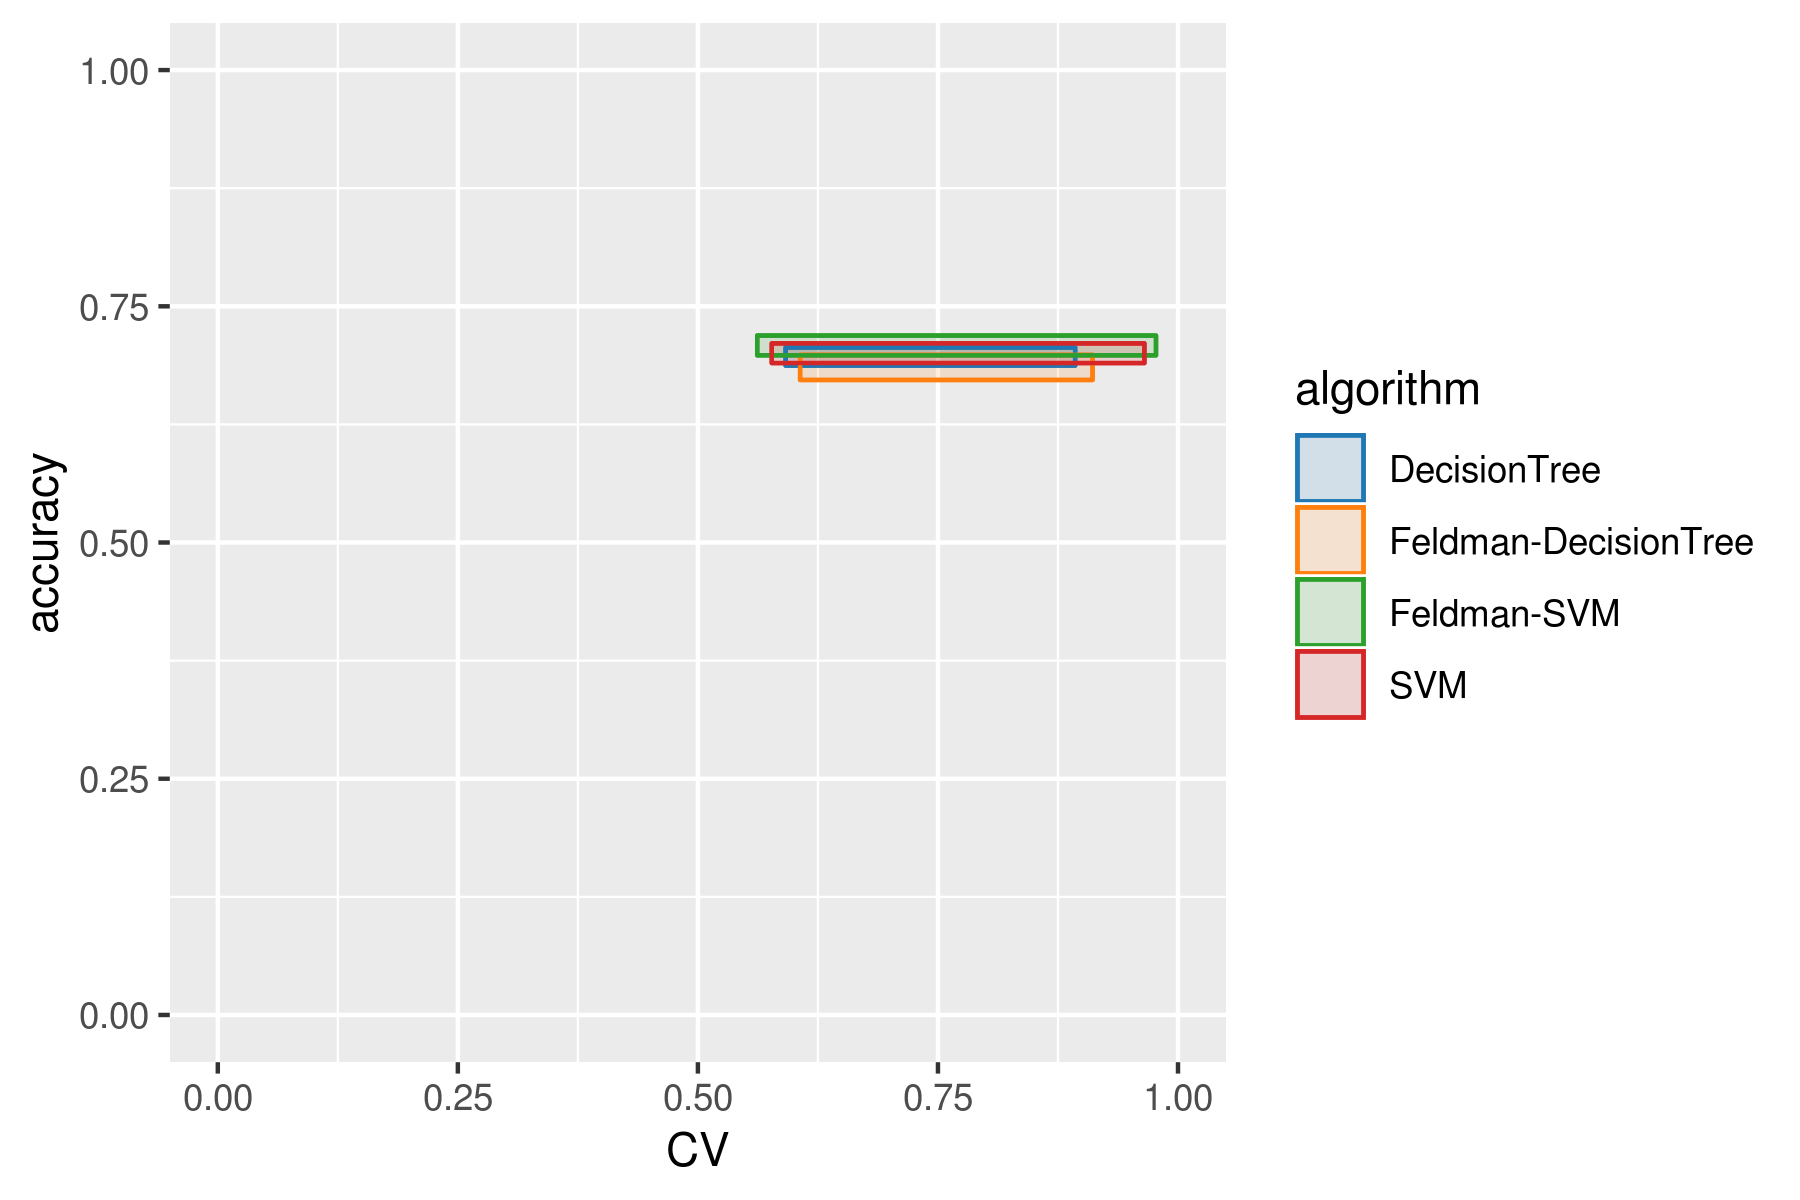 1.00
0.75
0.50
0.25
0.00
accuracy
0.00 0.25 0.50 0.75 1.00
CV
algorithm
DecisionTree
Feldman-DecisionTree
Feldman-SVM
SVM